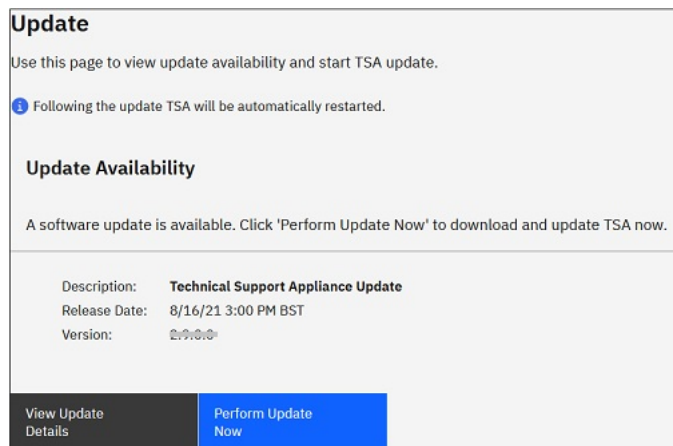 Update
Use this page to view update availability and start TSA update.
i Following the update TSA will be automatically restarted.
Update Availability
A software update is available. Click 'Perform Update Now' to download and update TSA now.
Description: Technical Support Appliance Update
Release Date: 8/16/21 3:00 PM BST
Version:
View Update
Details
Perform Update
Now